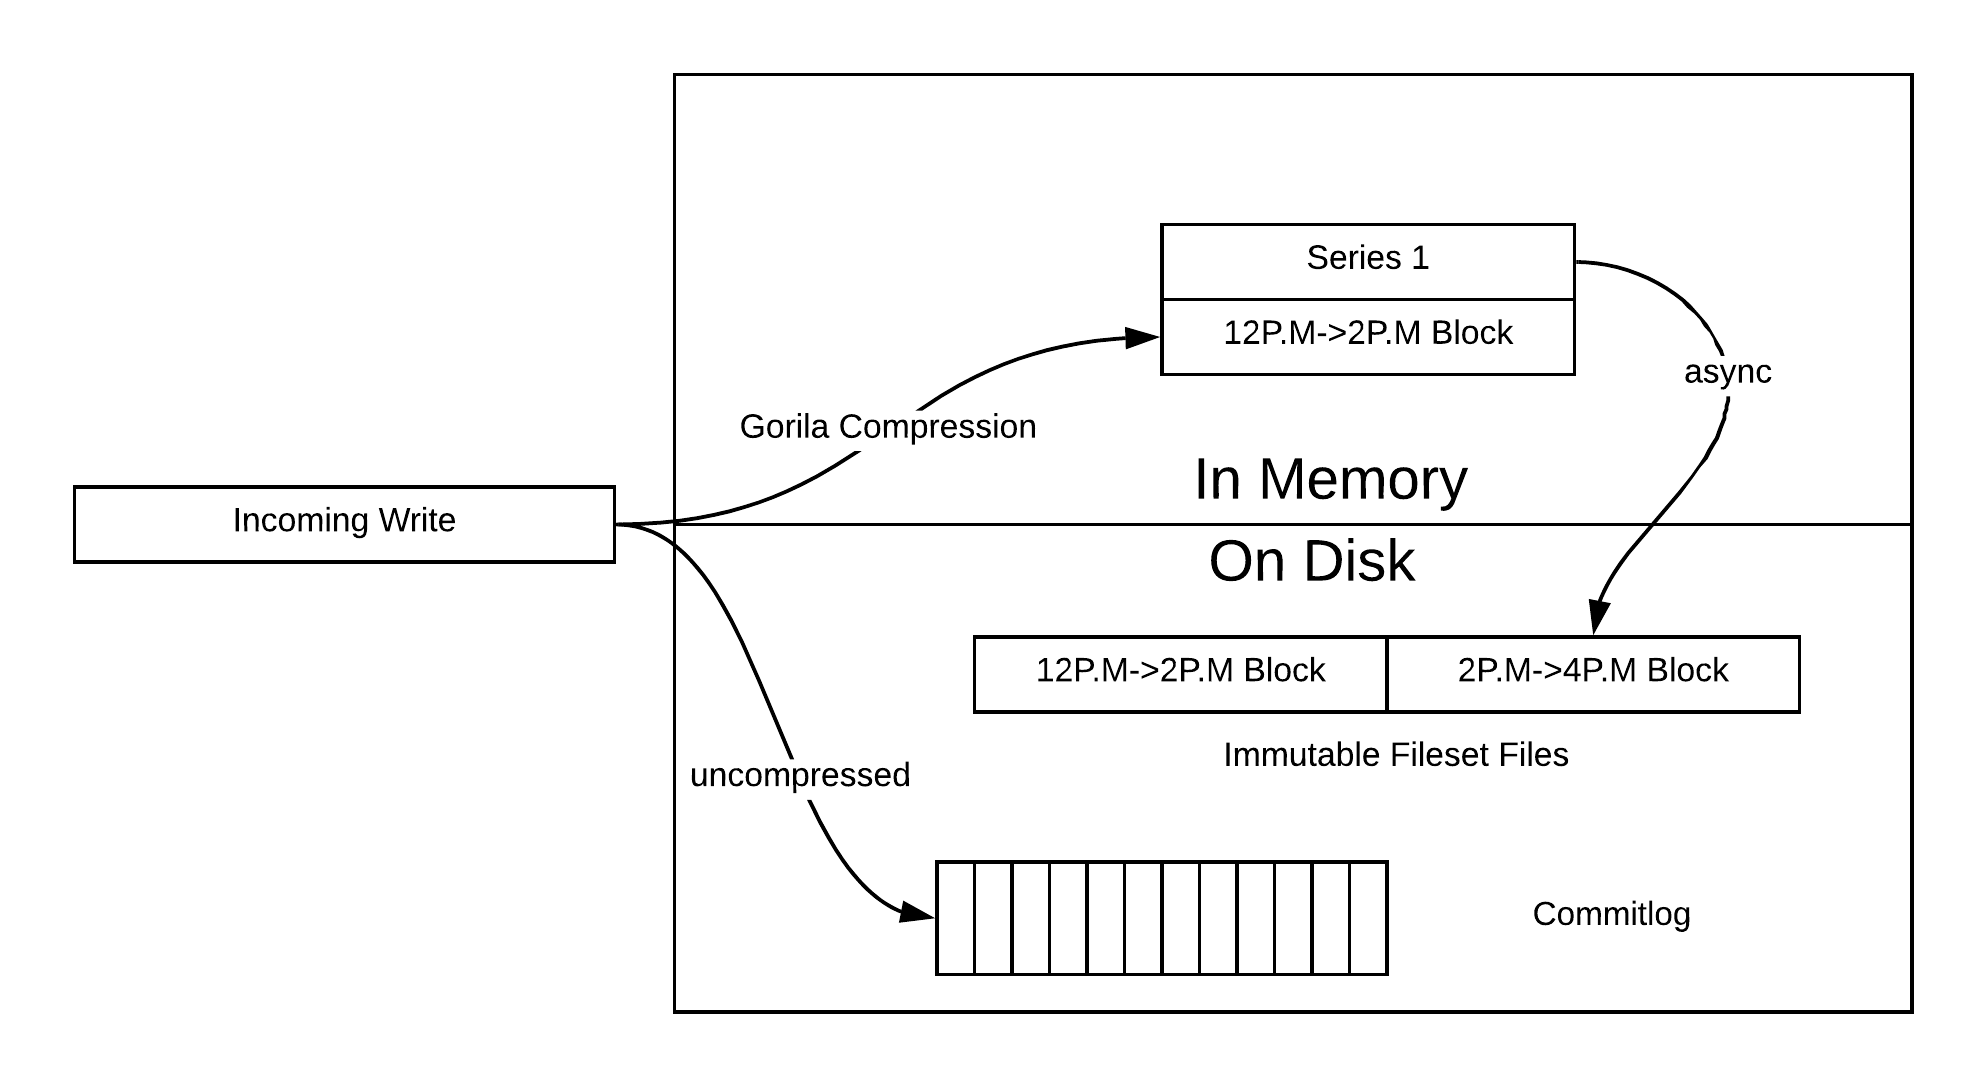 Series 1
12P.M->2P.M Block
async
Gorila Compression
In Memory
Incoming Write
On Disk
12P.M->2P.M Block
2P.M->4P.M Block
Immutable Fileset Files
uncompressed
Commitlog